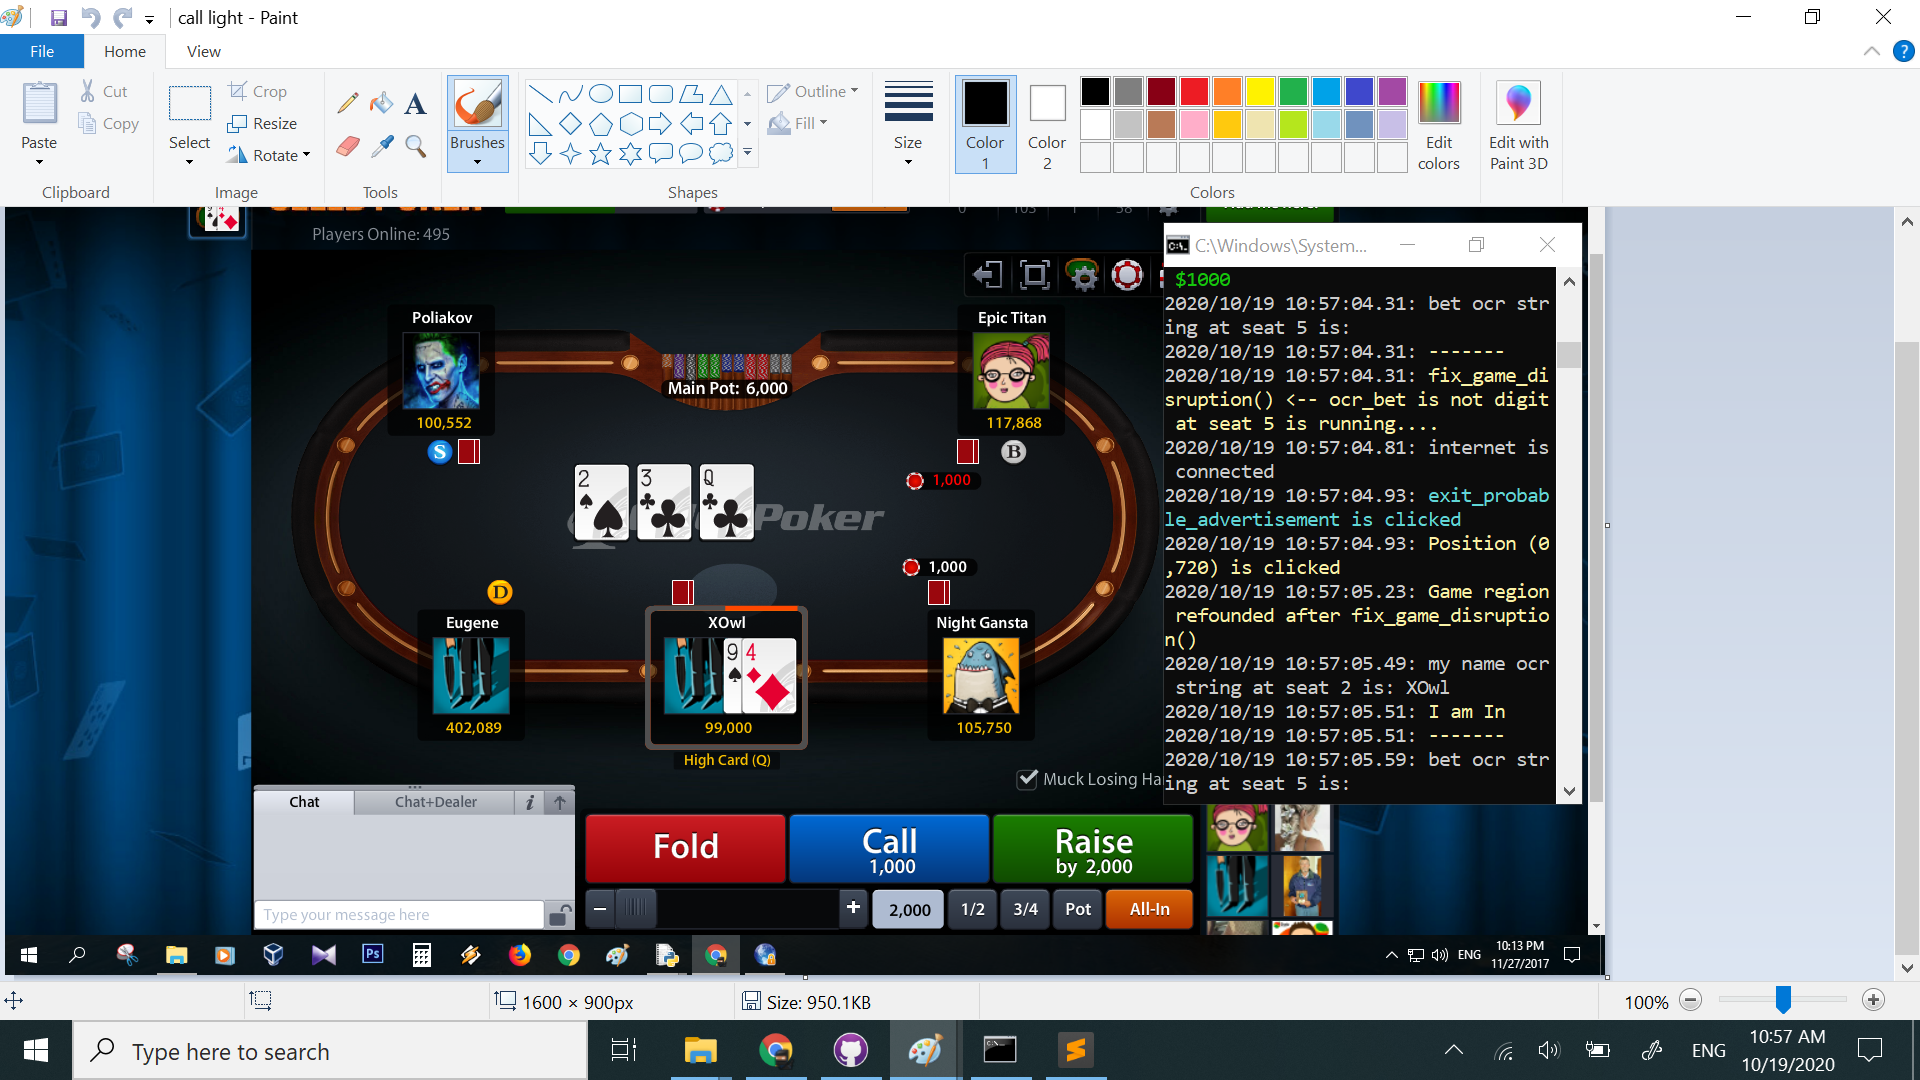 call light - Paint
File
Home
View
Paste
Cut
Copy
Clipboard
Select
Crop
Resize
Rotate
Image
Tools
Brushes
Shapes
Outline
Fill
Size
Color
1
Color
2
Edit
colors
Colors
Edit with
Paint 3D
Players Online: 495
C:\Windows\System...
$1000
2020/10/19 10:57:04.31: bet ocr str
ing at seat 5 is:
2020/10/19 10:57:04.31: -------
2020/10/19 10:57:04.31: fix_game_di
sruption() <-- ocr_bet is not digit
at seat 5 is running....
2020/10/19 10:57:04.81: internet is
connected
2020/10/19 10:57:04.93: exit_probab
le_advertisement is clicked
2020/10/19 10:57:04.93: Position (0
,720) is clicked
2020/10/19 10:57:05.23: Game region
refounded after fix_game_disruptio
n()
2020/10/19 10:57:05.49: my name ocr
string at seat 2 is: XOwl
2020/10/19 10:57:05.51: I am In
2020/10/19 10:57:05.51: -------
2020/10/19 10:57:05.59: bet ocr str
ing at seat 5 is:
Poliakov
100,552
S
Main Pot: 6,000
Epic Titan
117,868
B
2
3
Q
Poker
1,000
1,000
D
Eugene
402,089
XOwl
9 4
99,000
High Card (Q)
Night Gansta
105,750
Muck Losing Ha
Chat
Chat+Dealer
i
Type your message here
Fold
Call
1,000
Raise
by 2,000
2,000
1/2
3/4
Pot
All-In
Ps
ENG
10:13 PM
11/27/2017
1600 × 900px
Size: 950.1KB
100%
Type here to search
ENG
10:57 AM
10/19/2020